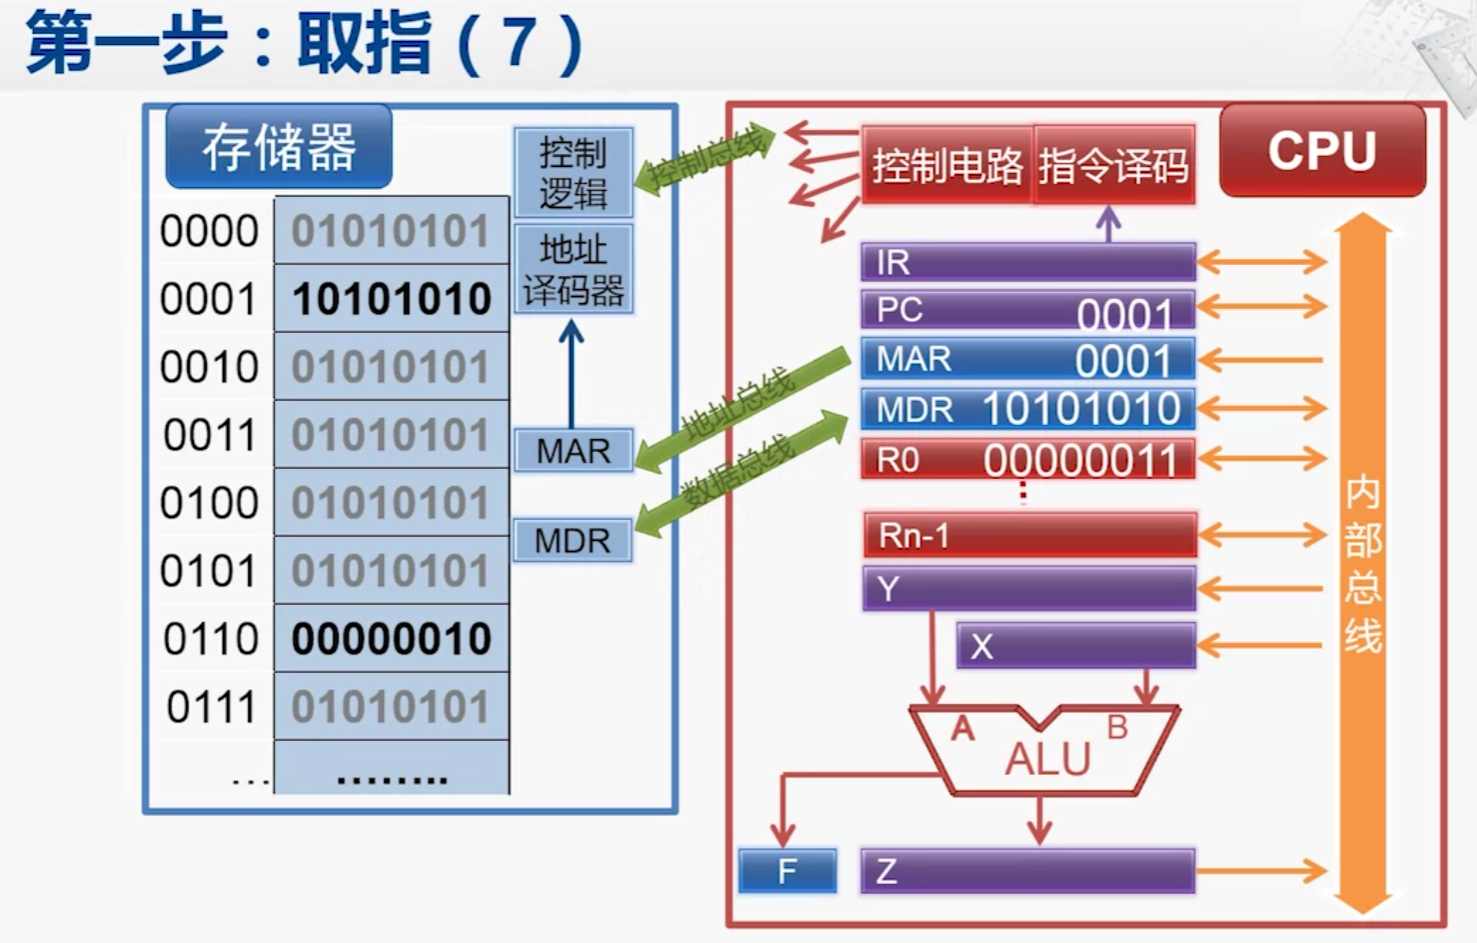 第一步：取指（7）
存储器
控制
逻辑
地址
译码器
MAR
MDR
0000 01010101
0001 10101010
0010 01010101
0011 01010101
0100 01010101
0101 01010101
0110 00000010
0111 01010101
... ........
控制总线
地址总线
数据总线
CPU
控制电路 指令译码
IR
PC 0001
MAR 0001
MDR 10101010
R0 00000011
Rn-1
Y
X
A B
ALU
F
Z
内
部
总
线